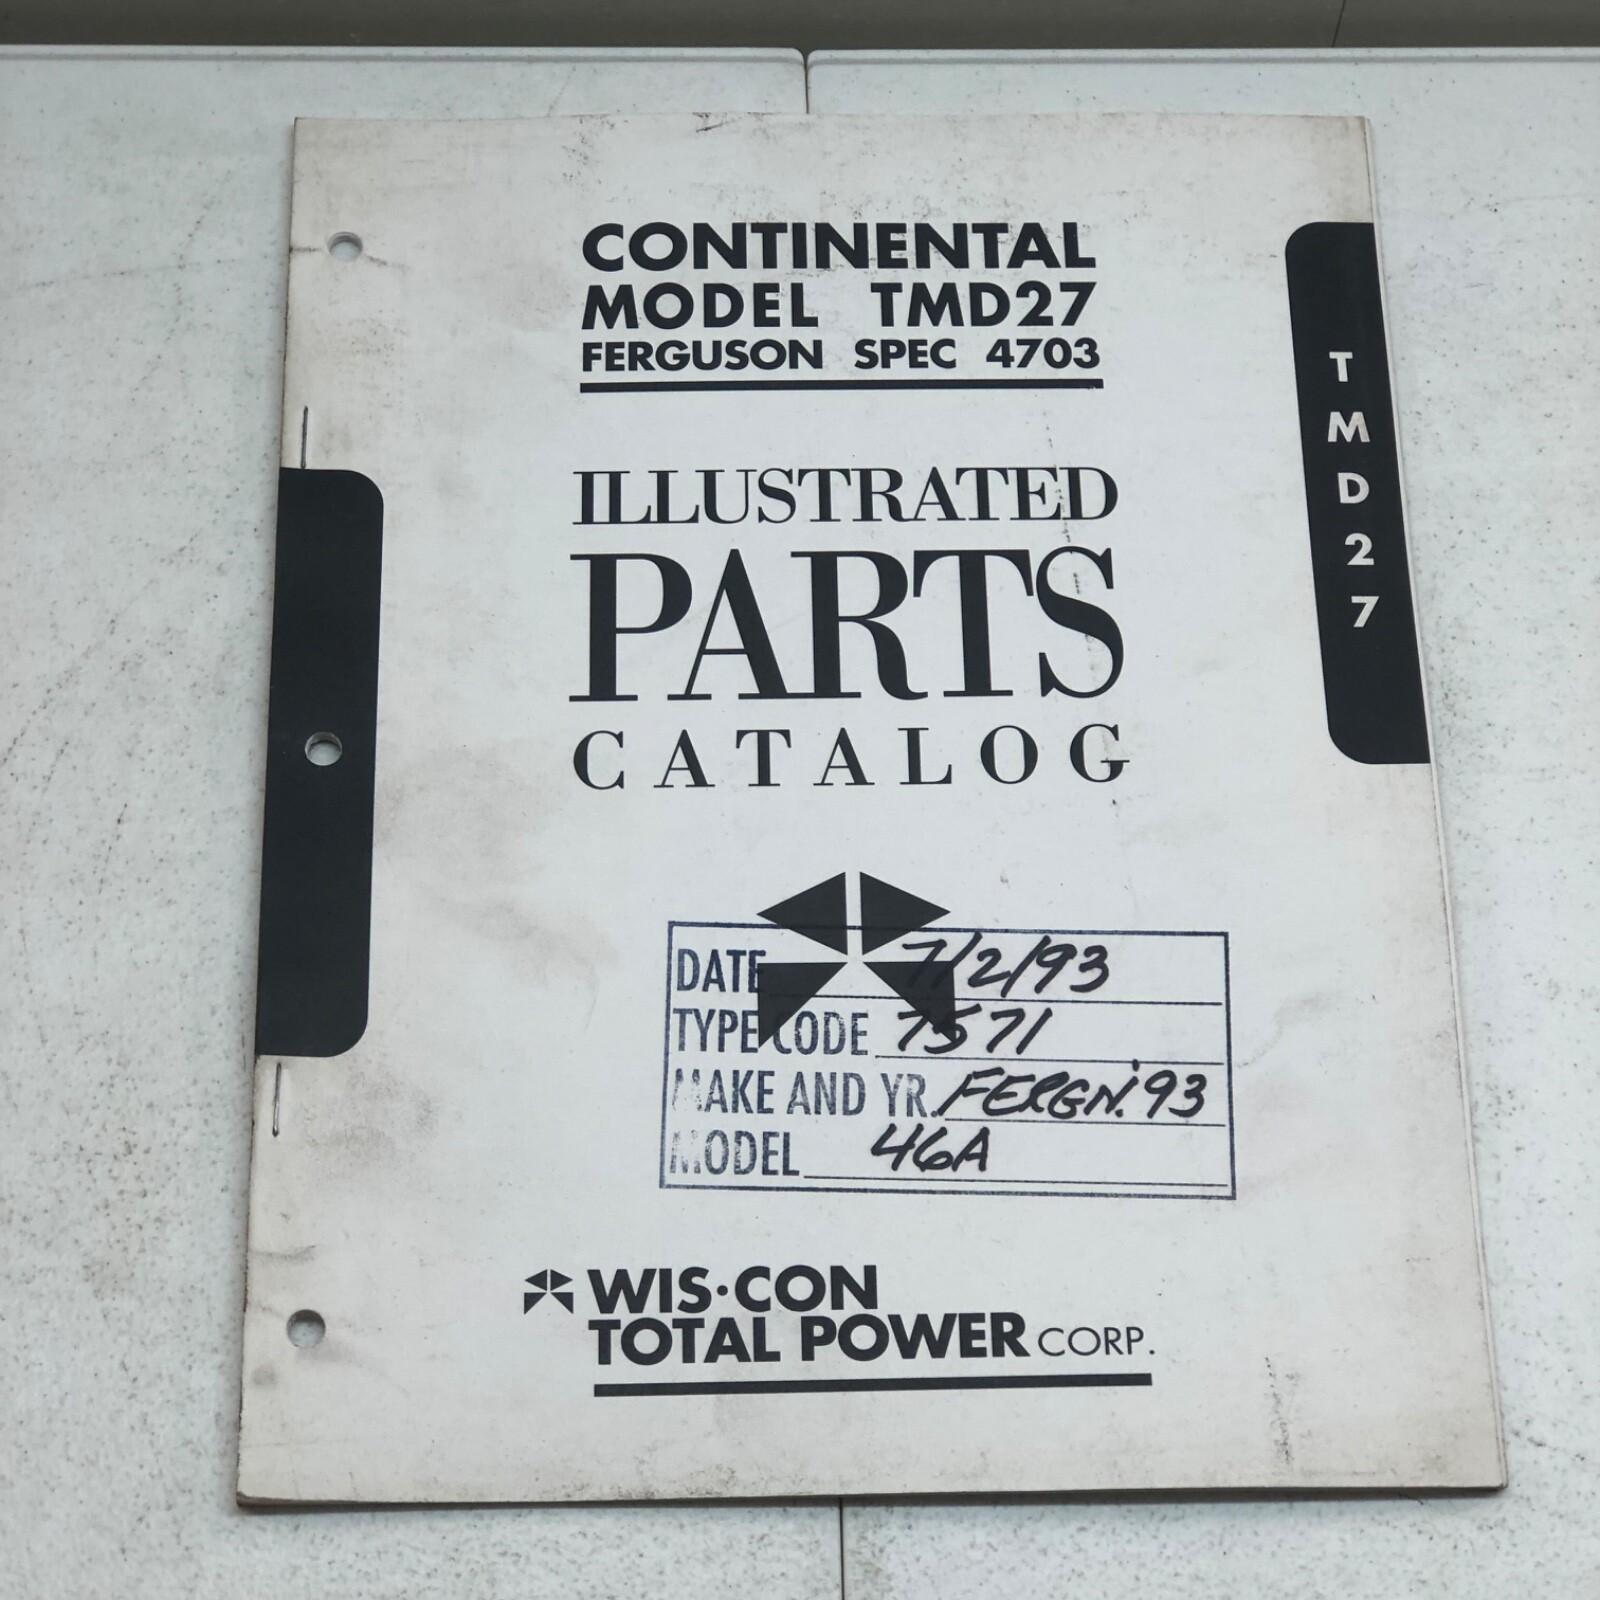 CONTINENTAL
MODEL TMD27
FERGUSON SPEC 4703
ILLUSTRATED
PARTS
CATALOG
TMD27
DATE 7/2/93
TYPE CODE 7571
MAKE AND YR. FERGN. '93
MODEL 46A
WIS·CON
TOTAL POWER CORP.